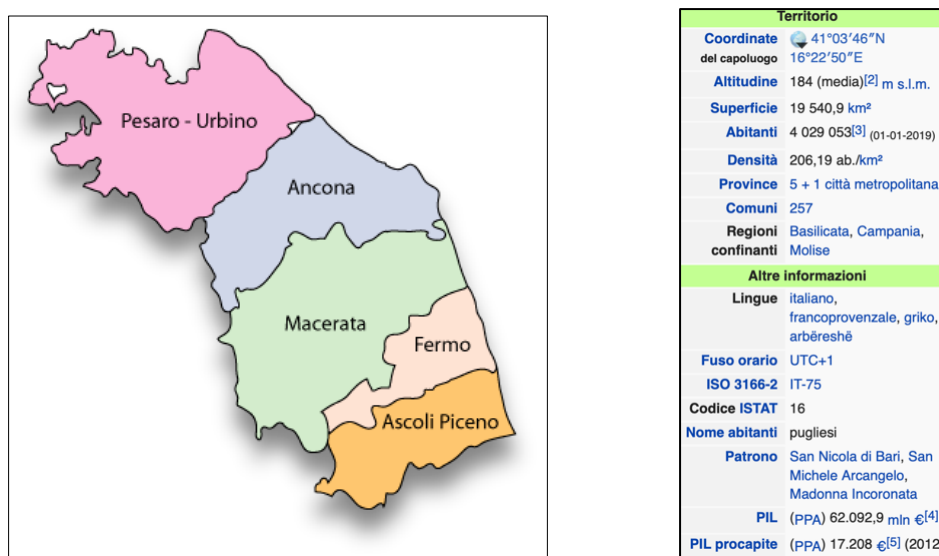 Pesaro - Urbino
Ancona
Macerata
Fermo
Ascoli Piceno
Territorio
Coordinate 41°03′46″N
del capoluogo 16°22′50″E
Altitudine 184 (media)[2] m s.l.m.
Superficie 19 540,9 km²
Abitanti 4 029 053[3] (01-01-2019)
Densità 206,19 ab./km²
Province 5 + 1 città metropolitana
Comuni 257
Regioni Basilicata, Campania,
confinanti Molise
Altre informazioni
Lingue italiano,
francoprovenzale, griko,
arbëreshë
Fuso orario UTC+1
ISO 3166-2 IT-75
Codice ISTAT 16
Nome abitanti pugliesi
Patrono San Nicola di Bari, San
Michele Arcangelo,
Madonna Incoronata
PIL (PPA) 62.092,9 mln €[4]
PIL procapite (PPA) 17.208 €[5] (2012